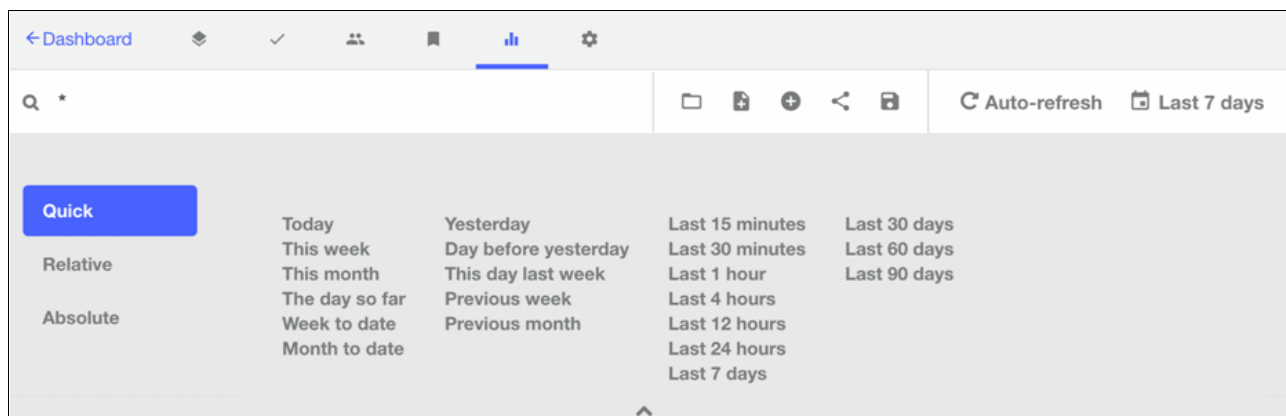 Dashboard
*
Auto-refresh
Last 7 days
Quick
Relative
Absolute
Today
This week
This month
The day so far
Week to date
Month to date
Yesterday
Day before yesterday
This day last week
Previous week
Previous month
Last 15 minutes
Last 30 minutes
Last 1 hour
Last 4 hours
Last 12 hours
Last 24 hours
Last 7 days
Last 30 days
Last 60 days
Last 90 days